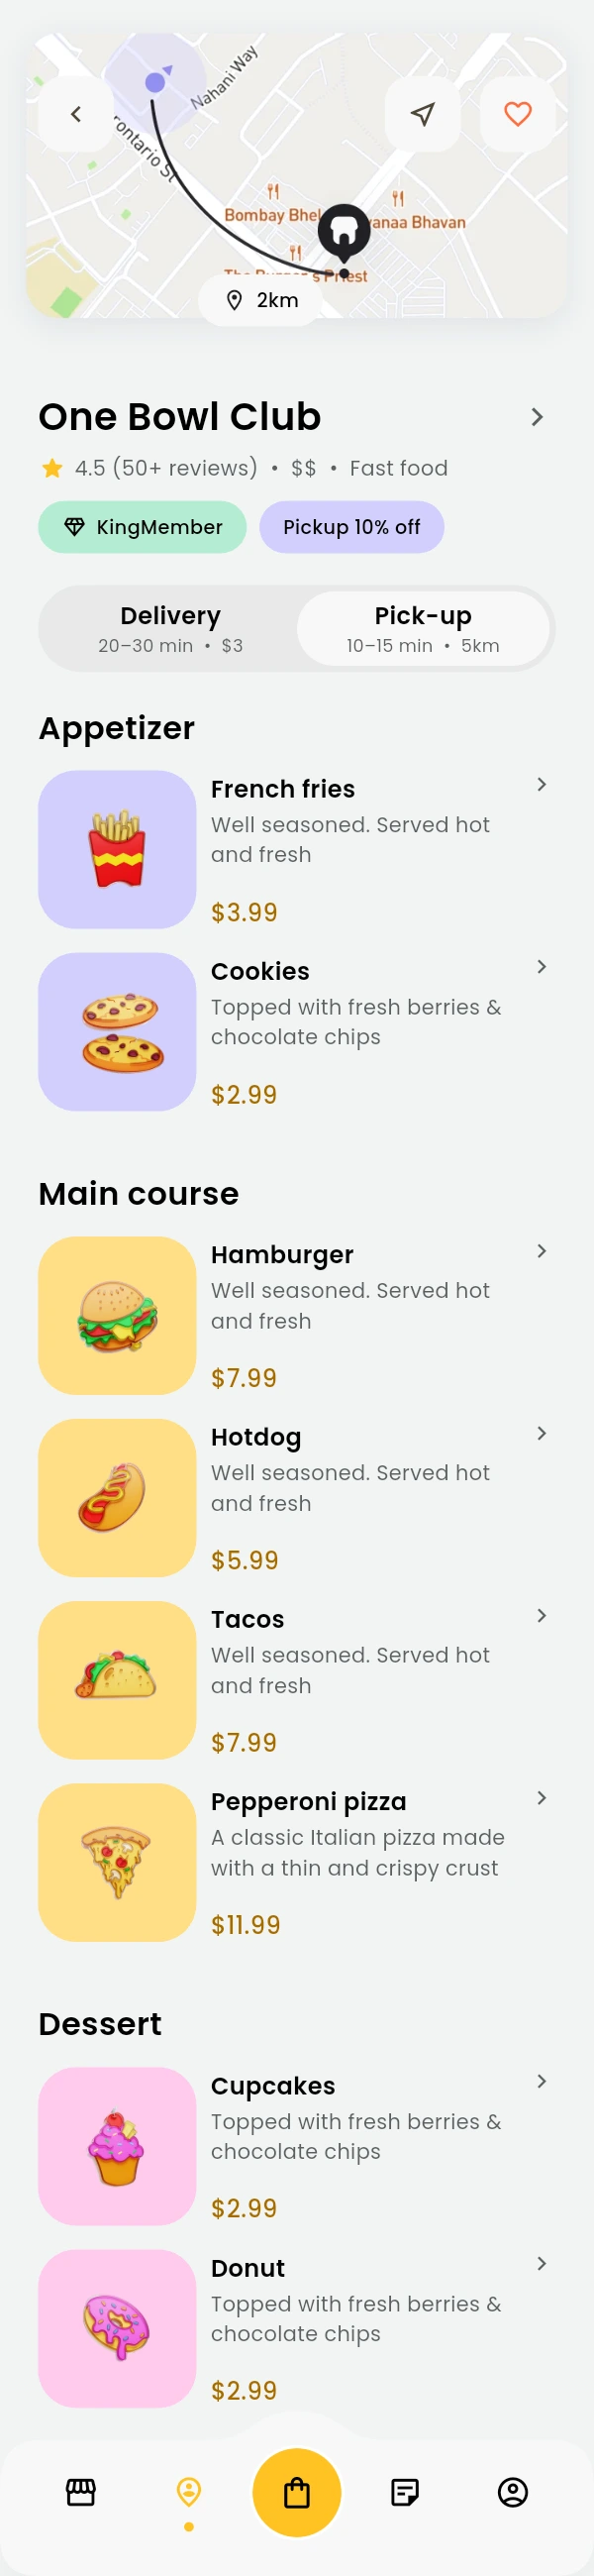 Nahani Way
rontario St
Bombay Bhel
vanaa Bhavan
The Burger's Priest
2km
One Bowl Club
4.5 (50+ reviews) • $$ • Fast food
KingMember
Pickup 10% off
Delivery
20–30 min • $3
Pick-up
10–15 min • 5km
Appetizer
French fries
Well seasoned. Served hot
and fresh
$3.99
Cookies
Topped with fresh berries &
chocolate chips
$2.99
Main course
Hamburger
Well seasoned. Served hot
and fresh
$7.99
Hotdog
Well seasoned. Served hot
and fresh
$5.99
Tacos
Well seasoned. Served hot
and fresh
$7.99
Pepperoni pizza
A classic Italian pizza made
with a thin and crispy crust
$11.99
Dessert
Cupcakes
Topped with fresh berries &
chocolate chips
$2.99
Donut
Topped with fresh berries &
chocolate chips
$2.99